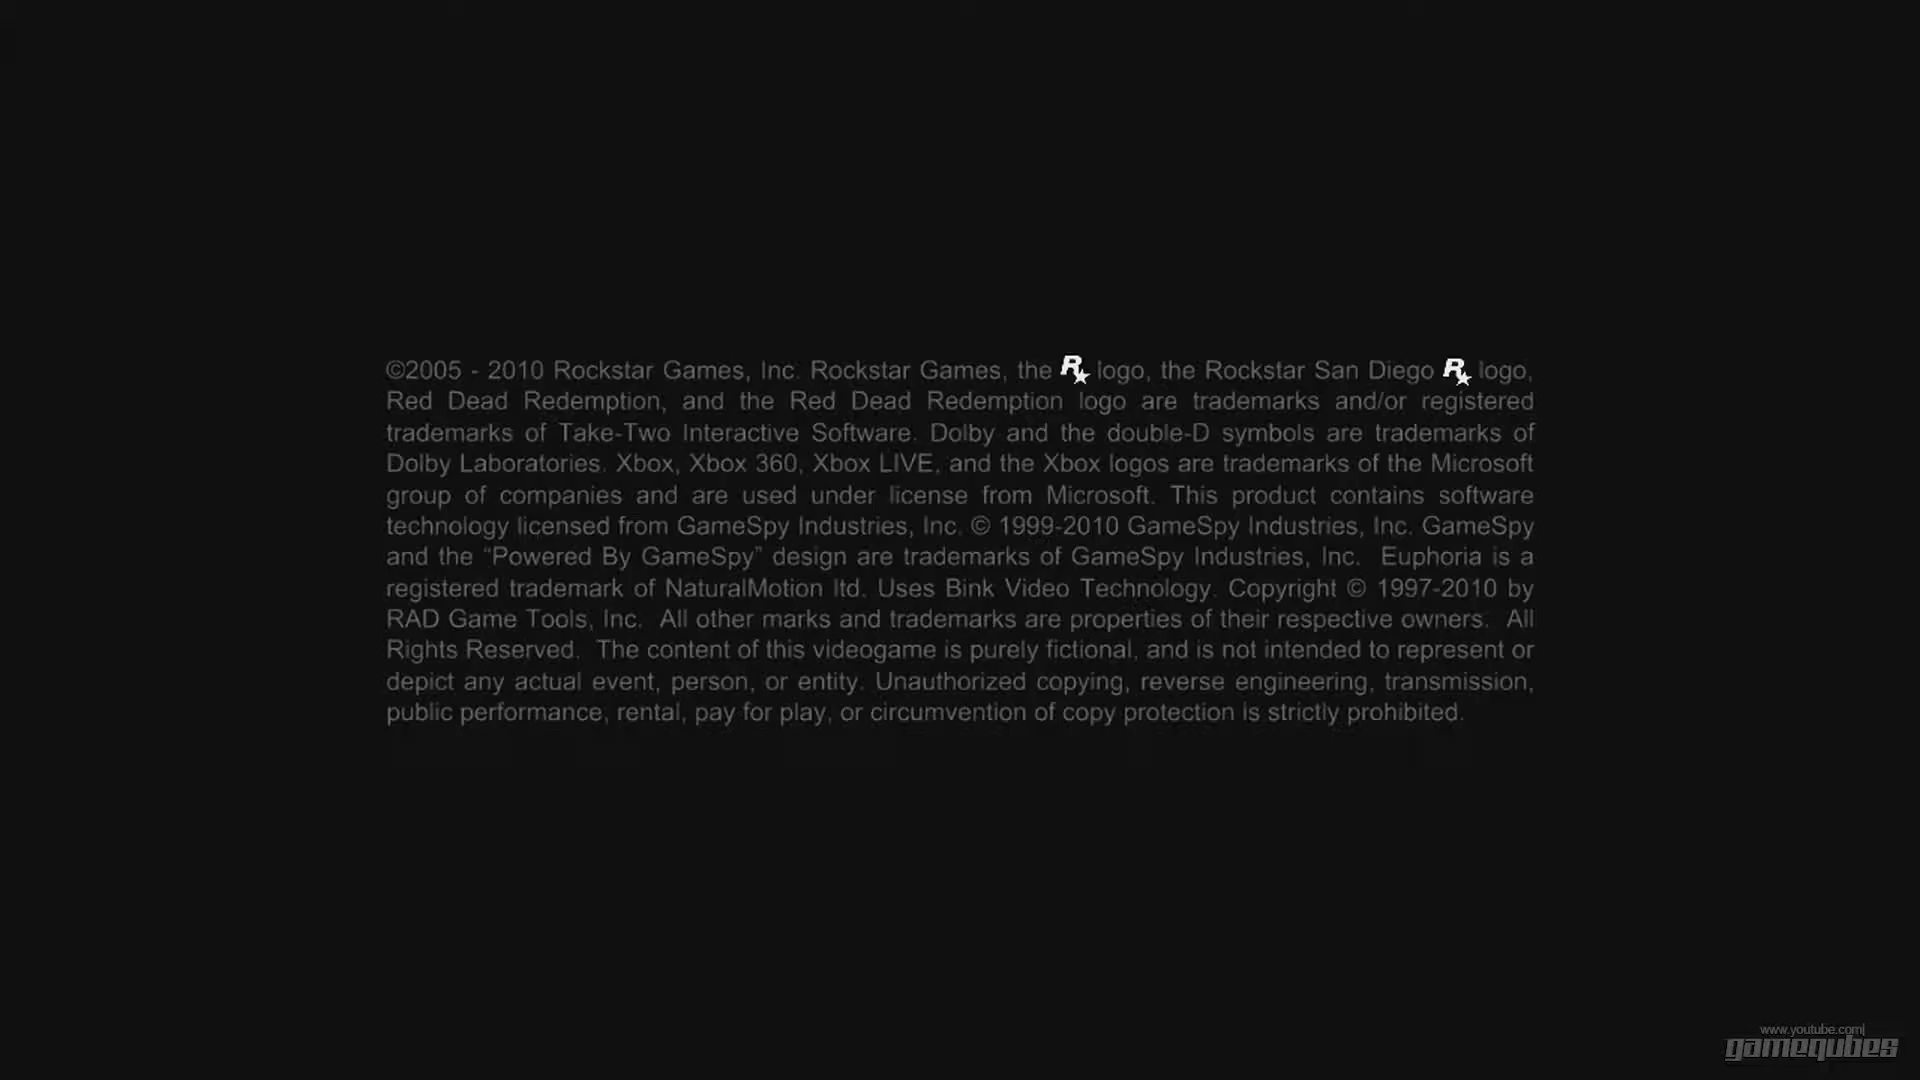 ©2005 - 2010 Rockstar Games, Inc. Rockstar Games, the R logo, the Rockstar San Diego R logo,
Red Dead Redemption, and the Red Dead Redemption logo are trademarks and/or registered
trademarks of Take-Two Interactive Software. Dolby and the double-D symbols are trademarks of
Dolby Laboratories. Xbox, Xbox 360, Xbox LIVE, and the Xbox logos are trademarks of the Microsoft
group of companies and are used under license from Microsoft. This product contains software
technology licensed from GameSpy Industries, Inc. © 1999-2010 GameSpy Industries, Inc. GameSpy
and the “Powered By GameSpy” design are trademarks of GameSpy Industries, Inc. Euphoria is a
registered trademark of NaturalMotion ltd. Uses Bink Video Technology. Copyright © 1997-2010 by
RAD Game Tools, Inc. All other marks and trademarks are properties of their respective owners. All
Rights Reserved. The content of this videogame is purely fictional, and is not intended to represent or
depict any actual event, person, or entity. Unauthorized copying, reverse engineering, transmission,
public performance, rental, pay for play, or circumvention of copy protection is strictly prohibited.
www.youtube.com|
gamequbes